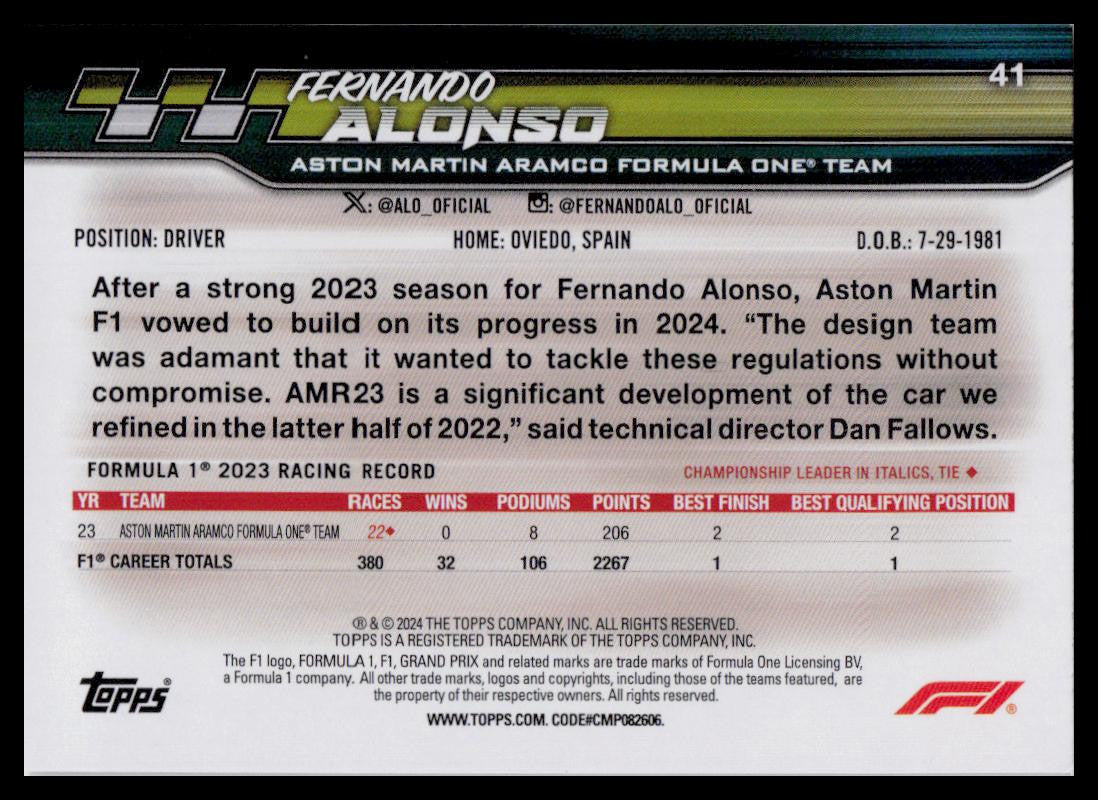 41
FERNANDO
ALONSO
ASTON MARTIN ARAMCO FORMULA ONE® TEAM
X: @ALO_OFICIAL : @FERNANDOALO_OFICIAL
POSITION: DRIVER HOME: OVIEDO, SPAIN D.O.B.: 7-29-1981
After a strong 2023 season for Fernando Alonso, Aston Martin
F1 vowed to build on its progress in 2024. “The design team
was adamant that it wanted to tackle these regulations without
compromise. AMR23 is a significant development of the car we
refined in the latter half of 2022,” said technical director Dan Fallows.
FORMULA 1® 2023 RACING RECORD CHAMPIONSHIP LEADER IN ITALICS, TIE ◆
YR TEAM RACES WINS PODIUMS POINTS BEST FINISH BEST QUALIFYING POSITION
23 ASTON MARTIN ARAMCO FORMULA ONE® TEAM 22◆ 0 8 206 2 2
F1® CAREER TOTALS 380 32 106 2267 1 1
® & © 2024 THE TOPPS COMPANY, INC. ALL RIGHTS RESERVED.
TOPPS IS A REGISTERED TRADEMARK OF THE TOPPS COMPANY, INC.
The F1 logo, FORMULA 1, F1, GRAND PRIX and related marks are trade marks of Formula One Licensing BV,
a Formula 1 company. All other trade marks, logos and copyrights, including those of the teams featured, are
the property of their respective owners. All rights reserved.
WWW.TOPPS.COM. CODE#CMP082606.
Topps®
F1®